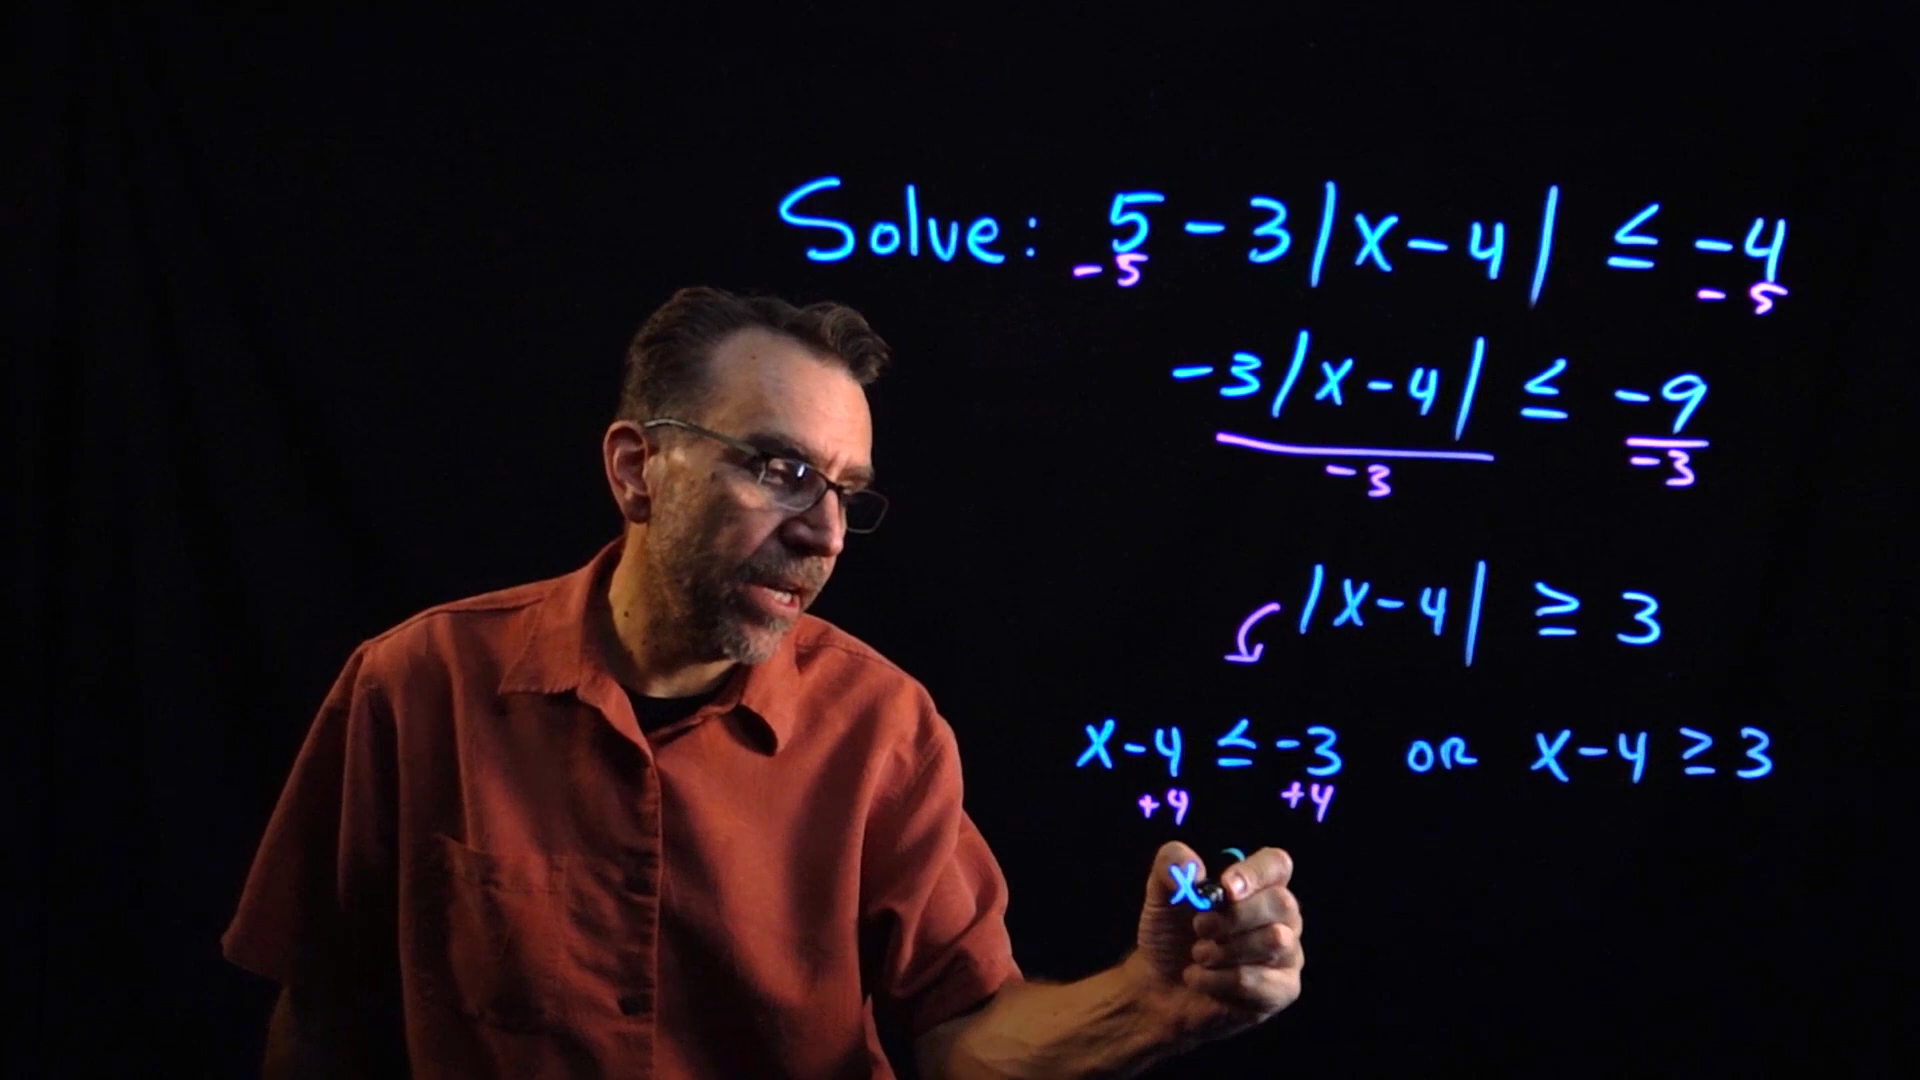 Solve: 5 - 3|x - 4| ≤ -4
-5 -5
-3|x - 4| ≤ -9
-3 -3
|x - 4| ≥ 3
x - 4 ≤ -3 OR x - 4 ≥ 3
+4 +4
x